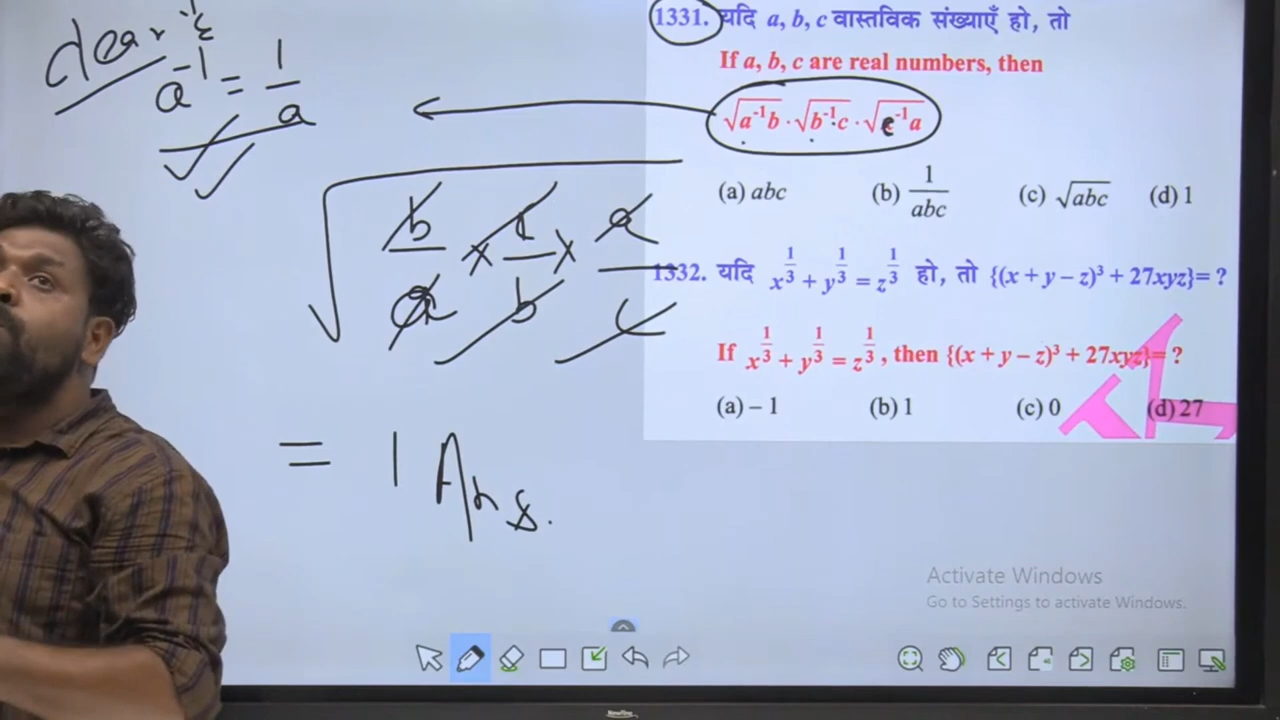 dear
a⁻¹ = 1/a
√(b/a × c/b × a/c)
= 1 Ans.
1331. यदि a, b, c वास्तविक संख्याएँ हो, तो
If a, b, c are real numbers, then
√(a⁻¹b) · √(b⁻¹c) · √(c⁻¹a)
(a) abc (b) 1/abc (c) √abc (d) 1
1332. यदि x^(1/3) + y^(1/3) = z^(1/3) हो, तो {(x + y – z)³ + 27xyz} = ?
If x^(1/3) + y^(1/3) = z^(1/3), then {(x + y – z)³ + 27xyz} = ?
(a) – 1 (b) 1 (c) 0 (d) 27
Activate Windows
Go to Settings to activate Windows.